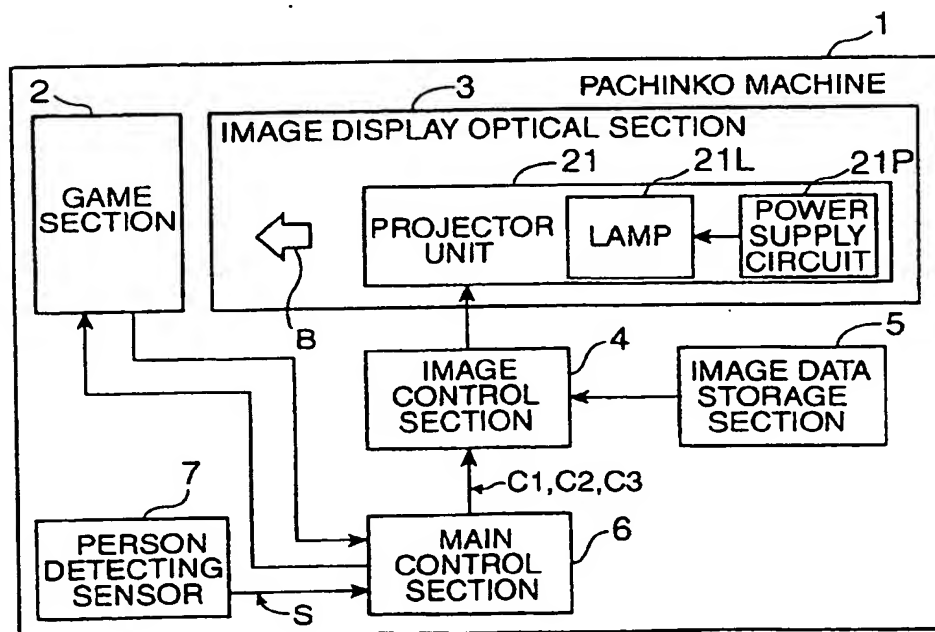 1
PACHINKO MACHINE
2
GAME
SECTION
3
IMAGE DISPLAY OPTICAL SECTION
21
21L
21P
PROJECTOR
UNIT
LAMP
POWER
SUPPLY
CIRCUIT
B
4
IMAGE
CONTROL
SECTION
5
IMAGE DATA
STORAGE
SECTION
C1,C2,C3
7
PERSON
DETECTING
SENSOR
S
MAIN
CONTROL
SECTION
6